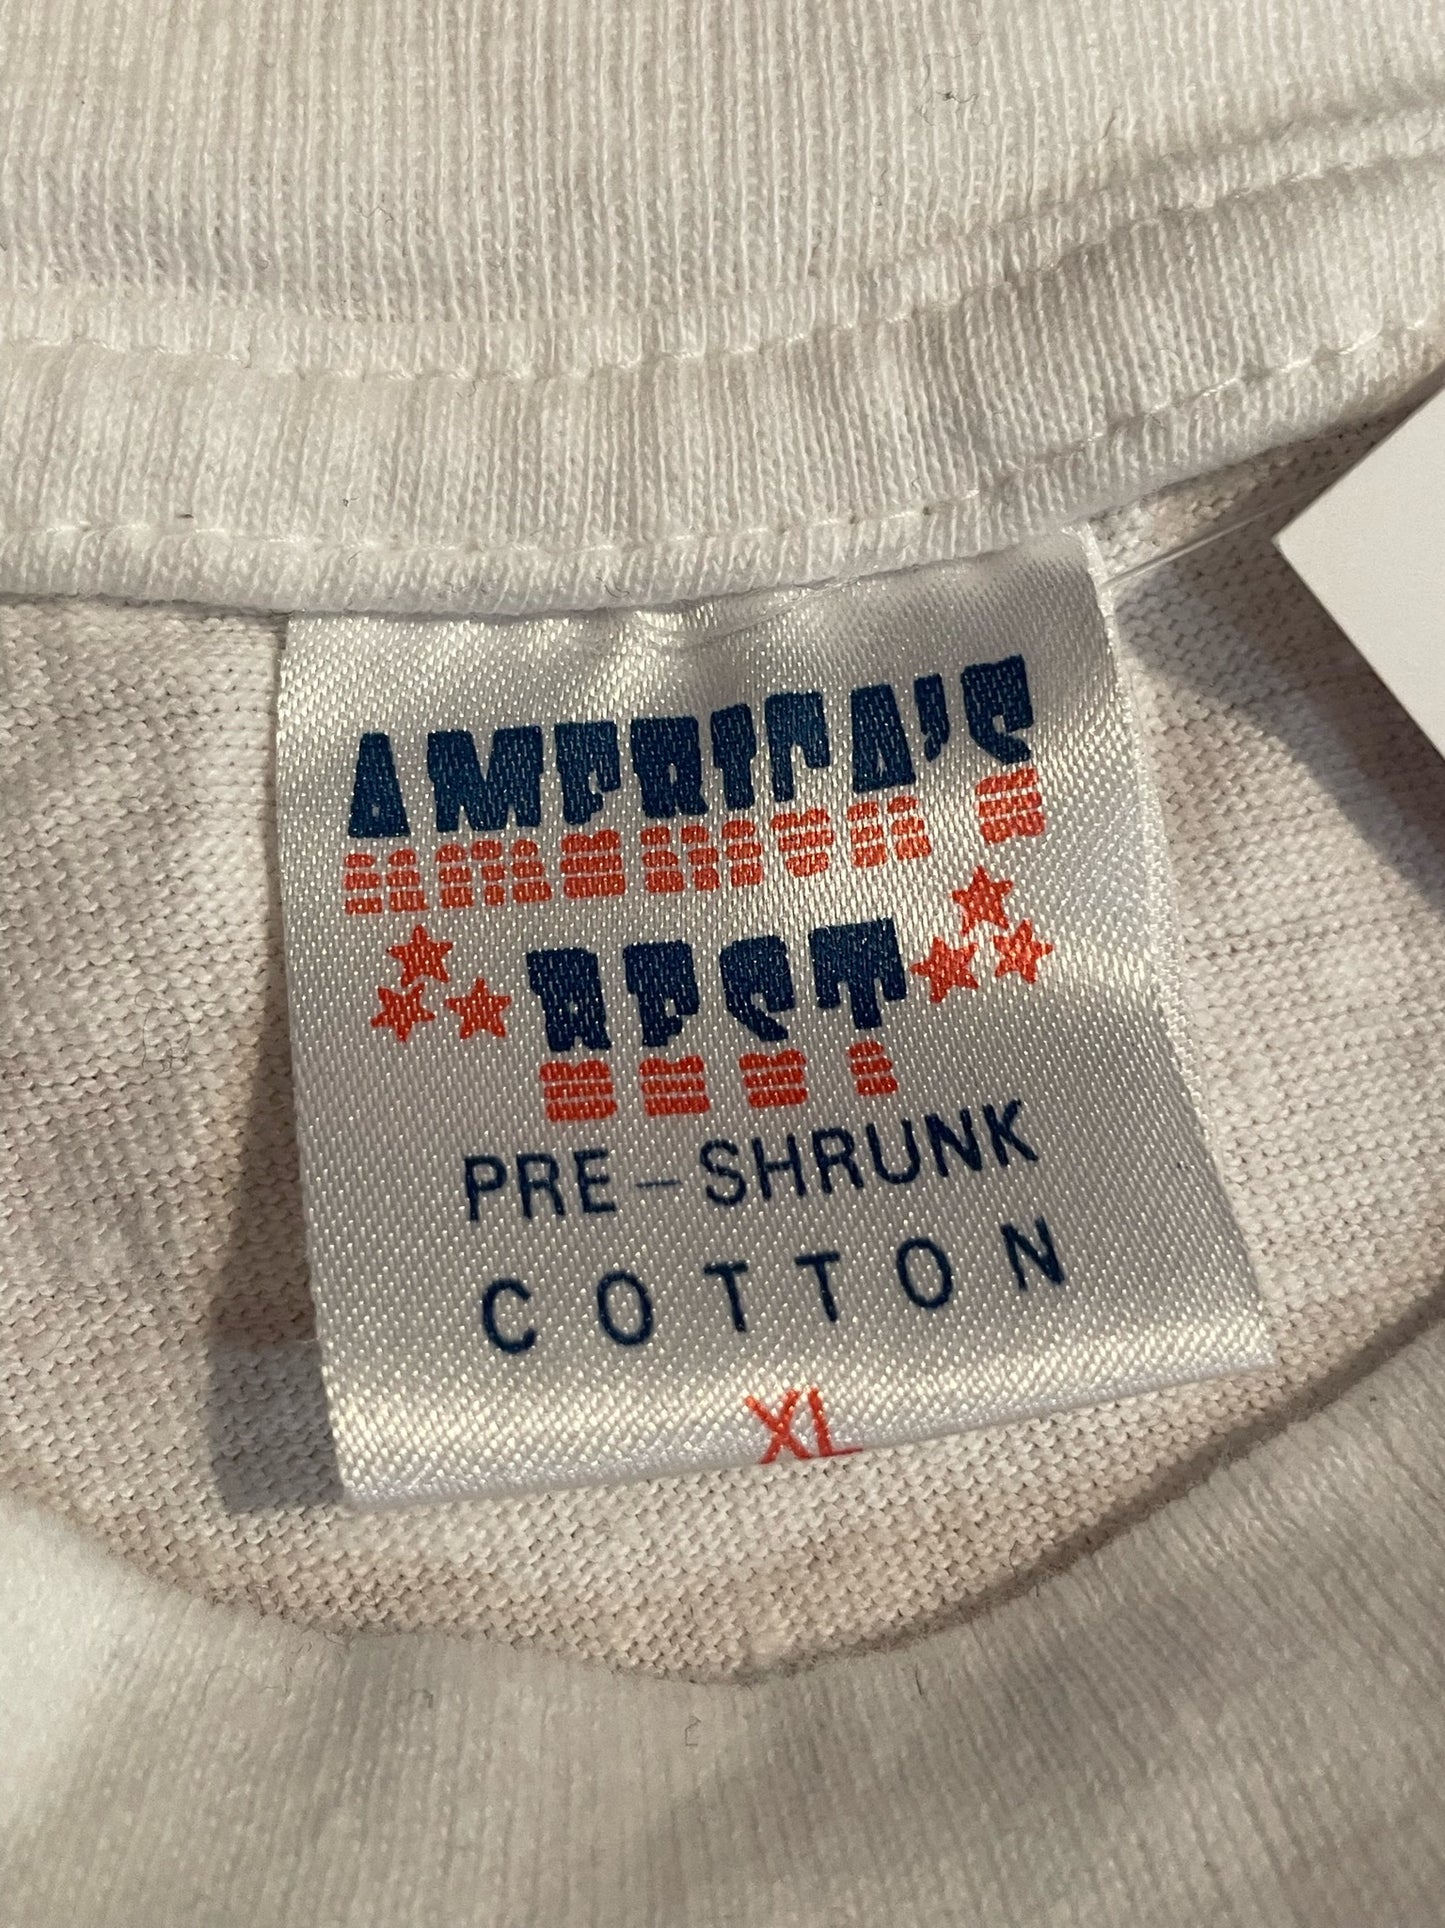 AMERICA'S
BEST
PRE-SHRUNK
COTTON
XL